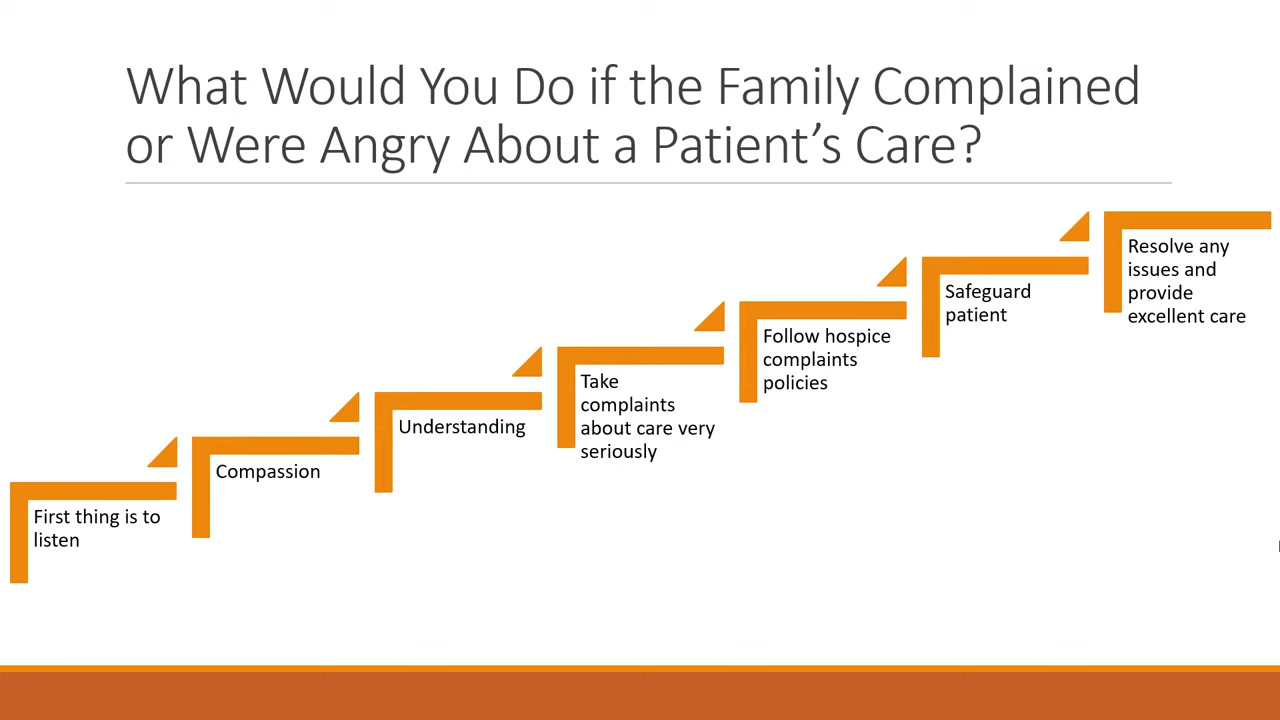 What Would You Do if the Family Complained
or Were Angry About a Patient’s Care?
First thing is to
listen
Compassion
Understanding
Take
complaints
about care very
seriously
Follow hospice
complaints
policies
Safeguard
patient
Resolve any
issues and
provide
excellent care